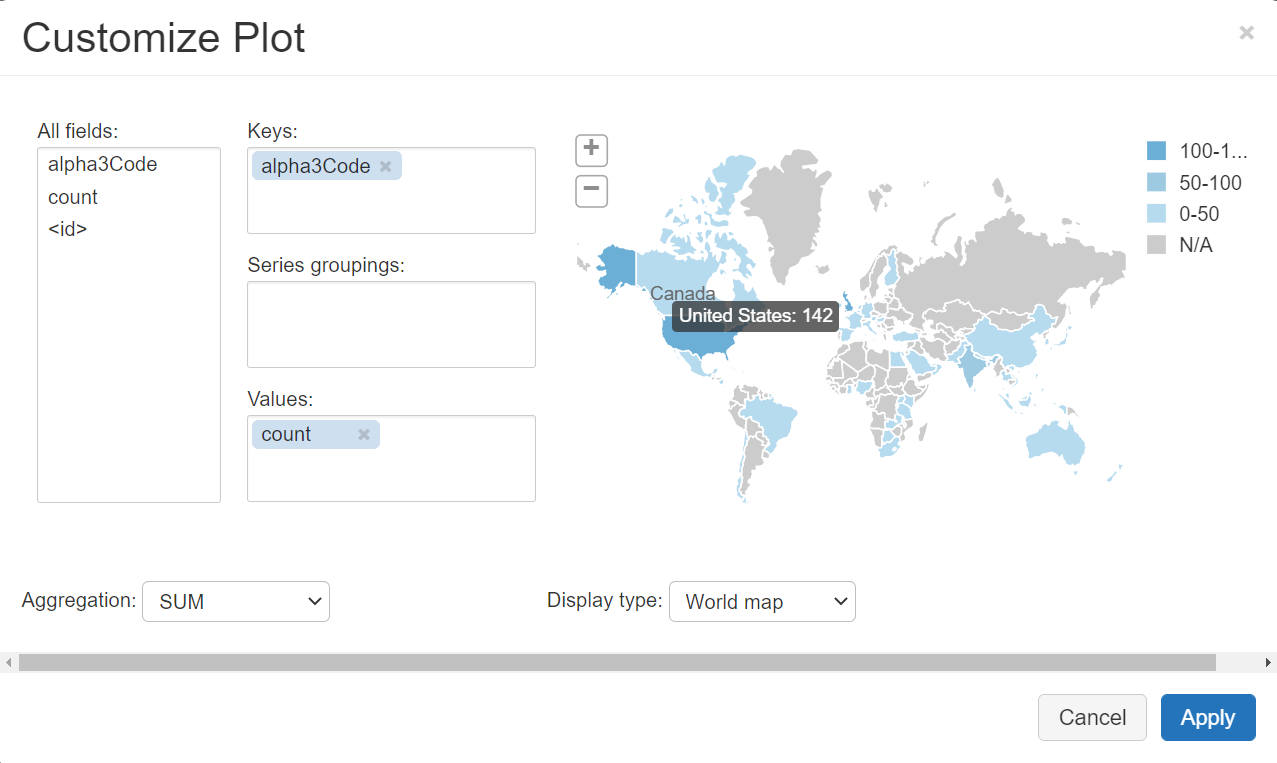 Customize Plot
×
All fields:
alpha3Code
count
<id>
Keys:
alpha3Code ×
Series groupings:
Values:
count ×
+
−
Canada
United States: 142
100-1...
50-100
0-50
N/A
Aggregation: SUM
Display type: World map
Cancel
Apply